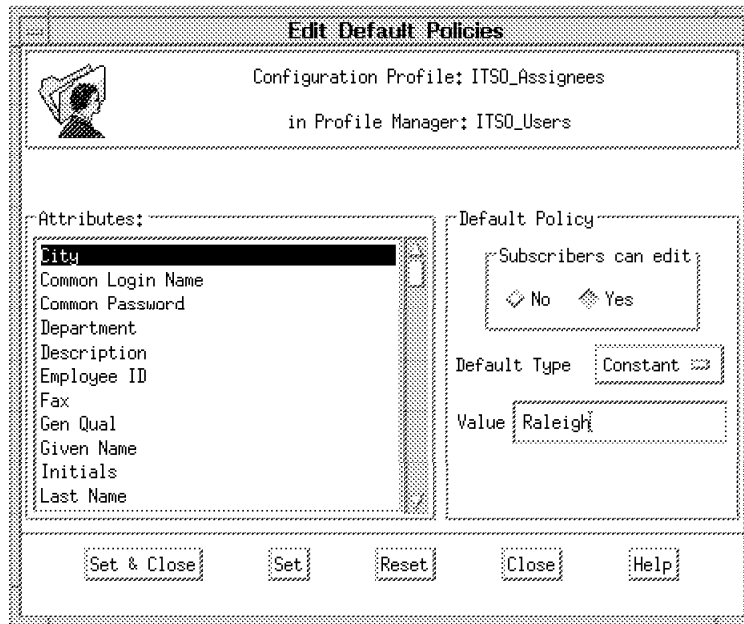 Edit Default Policies
Configuration Profile: ITSO_Assignees
in Profile Manager: ITSO_Users
Attributes:
City
Common Login Name
Common Password
Department
Description
Employee ID
Fax
Gen Qual
Given Name
Initials
Last Name
Default Policy
Subscribers can edit
No Yes
Default Type Constant
Value Raleigh
Set & Close Set Reset Close Help